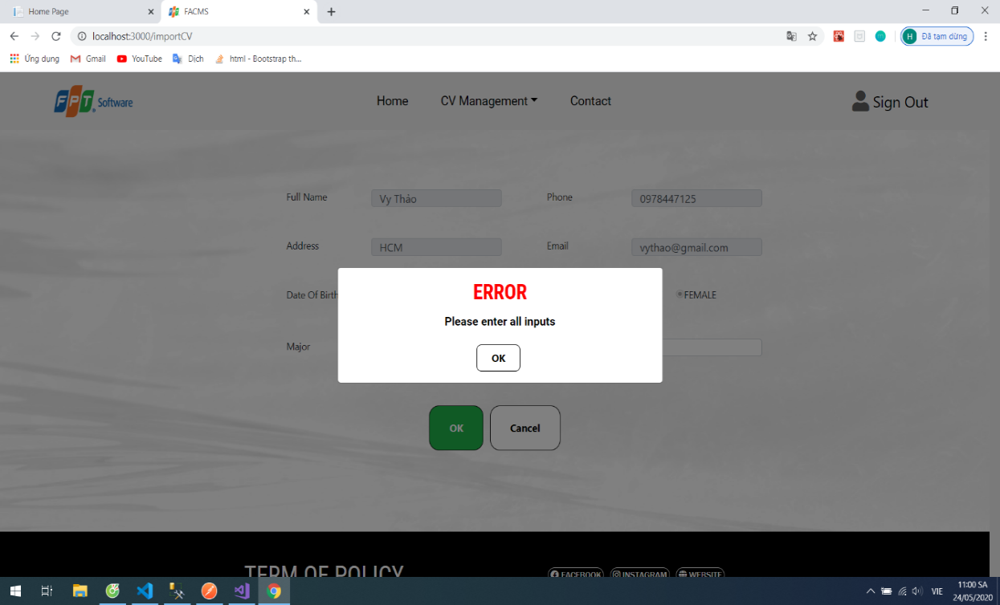 Home Page
FACMS
localhost:3000/importCV
Đã tạm dừng
H
Ứng dụng
Gmail
YouTube
Dịch
html - Bootstrap th...
FPT Software
Home
CV Management
Contact
Sign Out
Full Name
Vy Thảo
Phone
0978447125
Address
HCM
Email
vythao@gmail.com
Date Of Birth
FEMALE
Major
ERROR
Please enter all inputs
OK
OK
Cancel
TERM OF POLICY
FACEBOOK
INSTAGRAM
WEBSITE
VIE
11:00 SA
24/05/2020